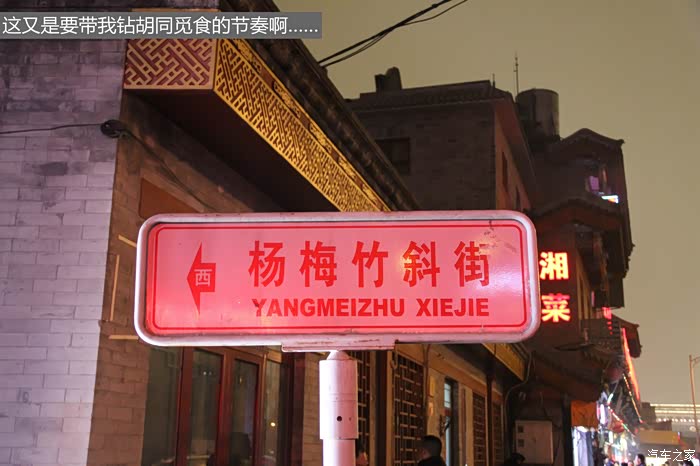 这又是要带我钻胡同觅食的节奏啊......
西
杨梅竹斜街
YANGMEIZHU XIEJIE
湘
菜
汽车之家